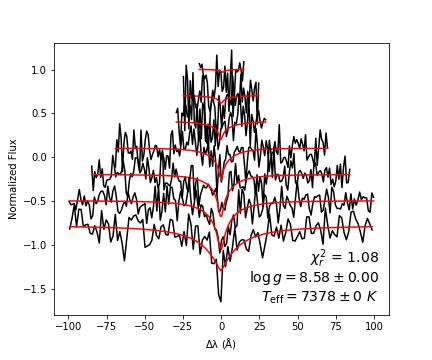 Normalized Flux
1.0
0.5
0.0
−0.5
−1.0
−1.5
χ²ᵣ = 1.08
log g = 8.58 ± 0.00
T_eff = 7378 ± 0 K
−100 −75 −50 −25 0 25 50 75 100
Δλ (Å)